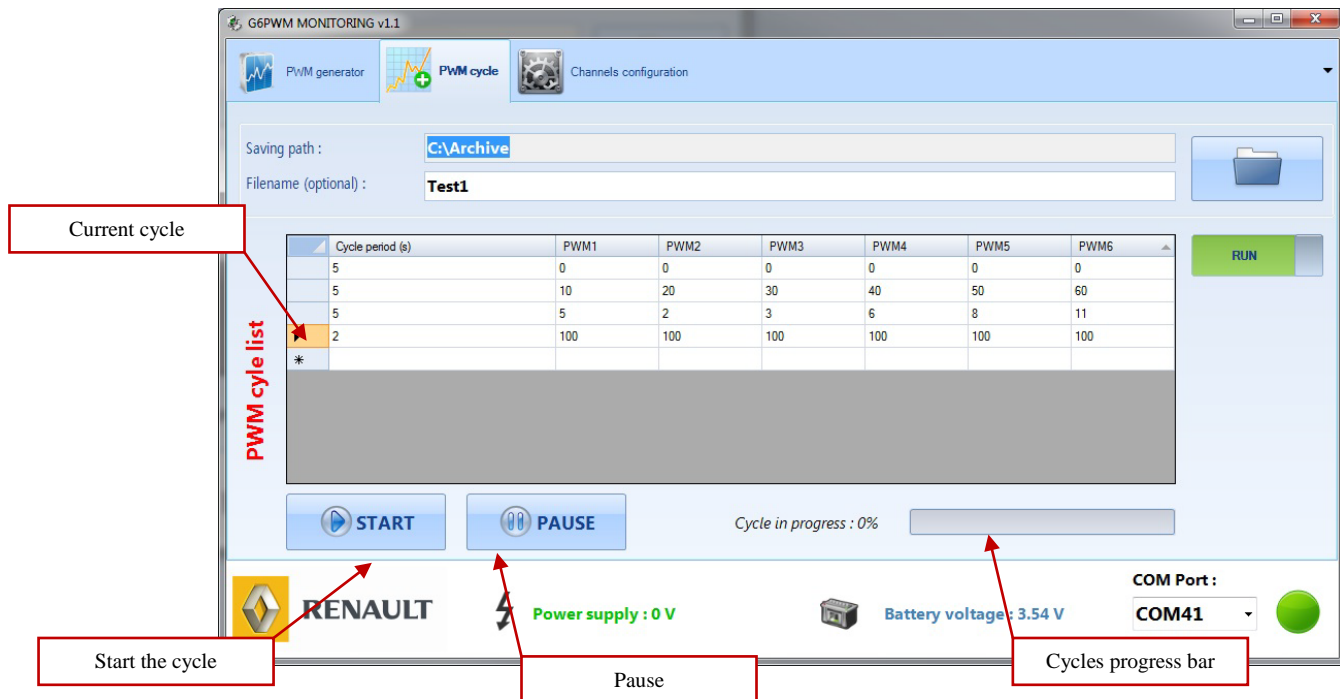 G6PWM MONITORING v1.1
PWM generator PWM cycle Channels configuration
Saving path : C:\Archive
Filename (optional) : Test1
Current cycle
Cycle period (s) PWM1 PWM2 PWM3 PWM4 PWM5 PWM6
RUN
5 0 0 0 0 0 0
5 10 20 30 40 50 60
5 5 2 3 6 8 11
2 100 100 100 100 100 100
*
PWM cyle list
START PAUSE Cycle in progress : 0%
COM Port :
RENAULT Power supply : 0 V Battery voltage : 3.54 V COM41
Start the cycle
Pause
Cycles progress bar